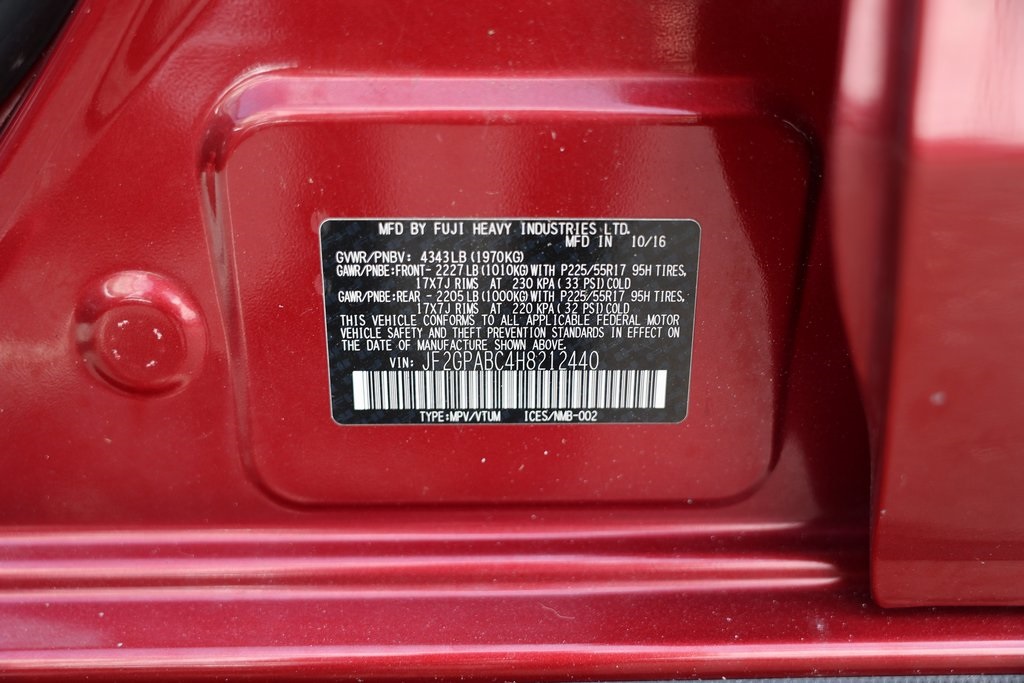 MFD BY FUJI HEAVY INDUSTRIES LTD.
MFD IN 10/16
GVWR/PNBV: 4343LB (1970KG)
GAWR/PNBE:FRONT- 2227LB (1010KG) WITH P225/55R17 95H TIRES,
17X7J RIMS AT 230 KPA (33 PSI) COLD
GAWR/PNBE:REAR - 2205LB (1000KG) WITH P225/55R17 95H TIRES,
17X7J RIMS AT 220 KPA (32 PSI) COLD
THIS VEHICLE CONFORMS TO ALL APPLICABLE FEDERAL MOTOR
VEHICLE SAFETY AND THEFT PREVENTION STANDARDS IN EFFECT ON
THE DATE OF MANUFACTURE SHOWN ABOVE.
VIN: JF2GPABC4H8212440
TYPE:MPV/VTUM ICES/NMB-002